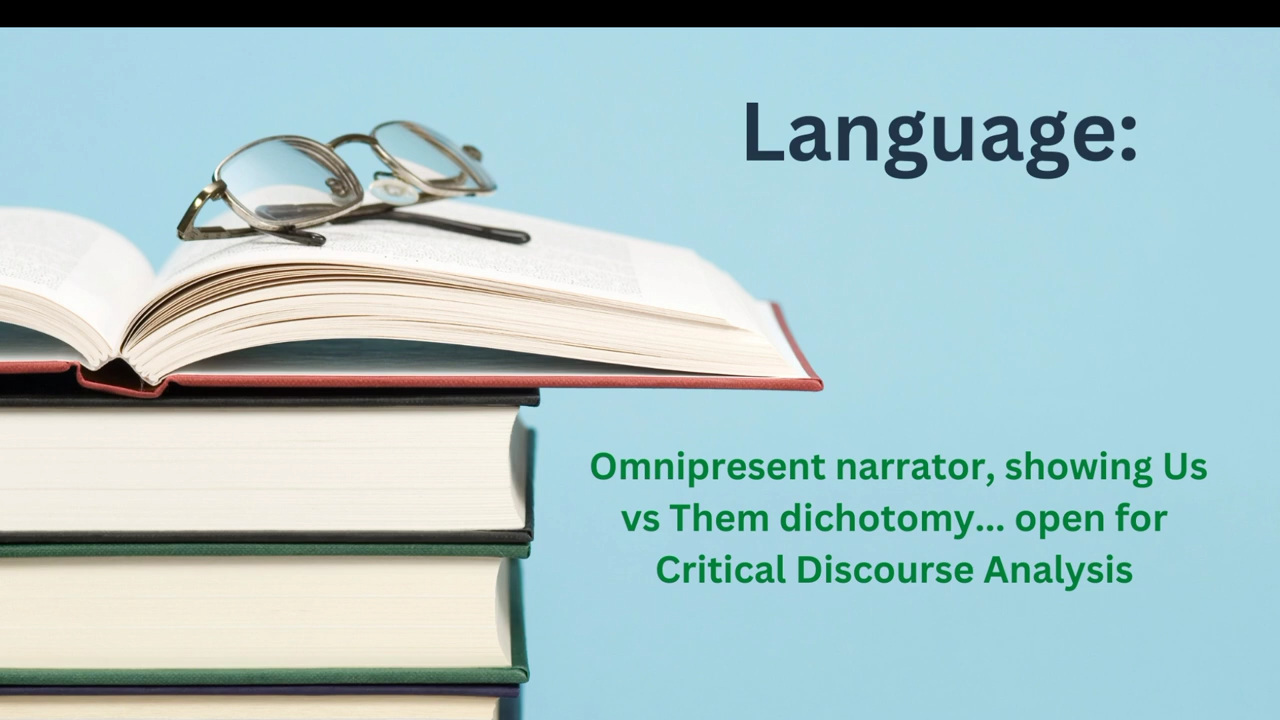 Language:
Omnipresent narrator, showing Us
vs Them dichotomy... open for
Critical Discourse Analysis